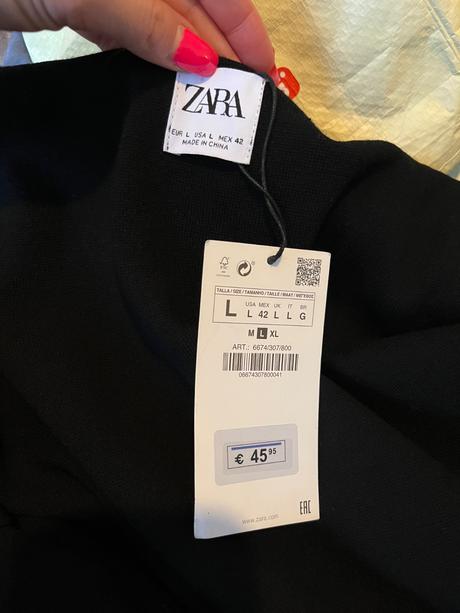 ZARA
EUR L USA L MEX 42
MADE IN CHINA
FSC
TALLA / SIZE / TAMANHO / TAILLE / MAAT /
USA MEX UK IT BR
L L 42 L L G
M L XL
ART.: 6674/307/800
06674307800041
€ 45 95
www.zara.com
EAC